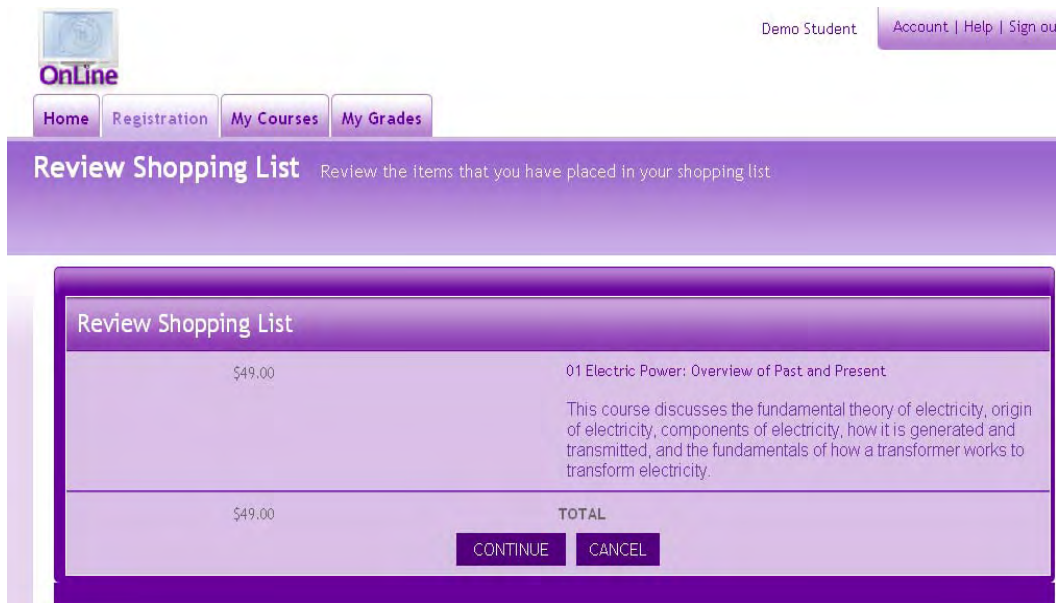 Demo Student
Account | Help | Sign ou
OnLine
Home Registration My Courses My Grades
Review Shopping List Review the items that you have placed in your shopping list
Review Shopping List
$49.00 01 Electric Power: Overview of Past and Present
This course discusses the fundamental theory of electricity, origin
of electricity, components of electricity, how it is generated and
transmitted, and the fundamentals of how a transformer works to
transform electricity.
$49.00 TOTAL
CONTINUE CANCEL